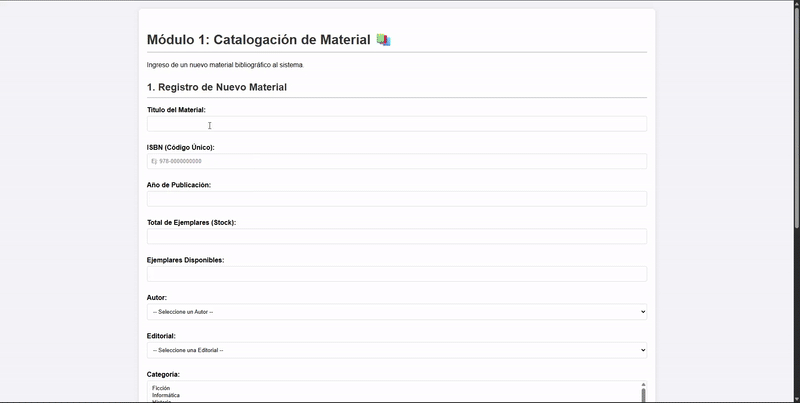 Módulo 1: Catalogación de Material
Ingreso de un nuevo material bibliográfico al sistema.
1. Registro de Nuevo Material
Título del Material:
ISBN (Código Único):
Ej: 978-0000000000
Año de Publicación:
Total de Ejemplares (Stock):
Ejemplares Disponibles:
Autor:
-- Seleccione un Autor --
Editorial:
-- Seleccione una Editorial --
Categoría:
Ficción
Informática
Historia